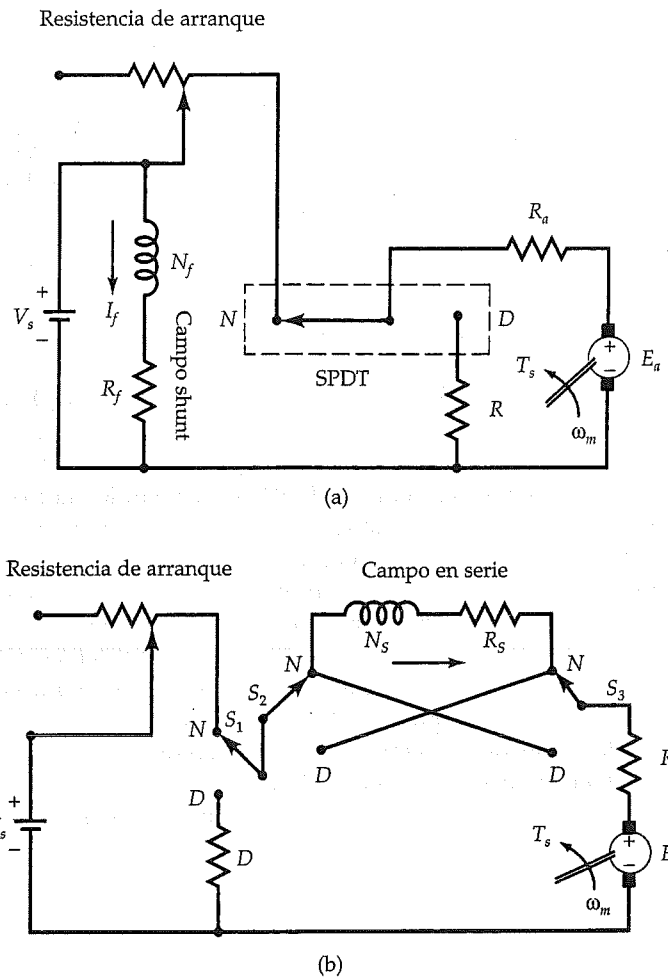 Resistencia de arranque
R_a
+
V_s
−
I_f
N_f
R_f
Campo shunt
N
D
SPDT
R
T_s
ω_m
+
−
E_a
(a)
Resistencia de arranque
Campo en serie
N_S
R_S
N
N
S_2
S_3
N
S_1
D
D
D
D
+
s
−
T_s
ω_m
+
−
(b)